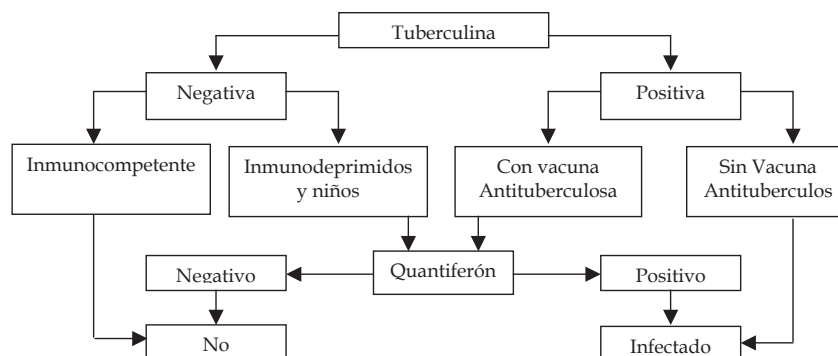 Tuberculina
Negativa
Positiva
Inmunocompetente
Inmunodeprimidos
y niños
Con vacuna
Antituberculosa
Sin Vacuna
Antituberculos
Negativo
Quantiferón
Positivo
No
Infectado